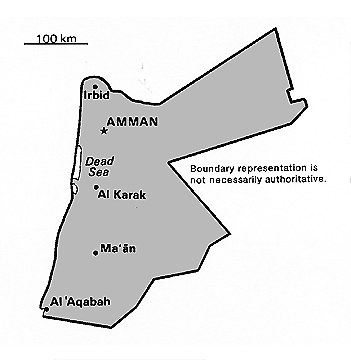 100 km
Irbid
AMMAN
Dead
Sea
Boundary representation is
not necessarily authoritative.
Al Karak
Ma'ān
Al 'Aqabah